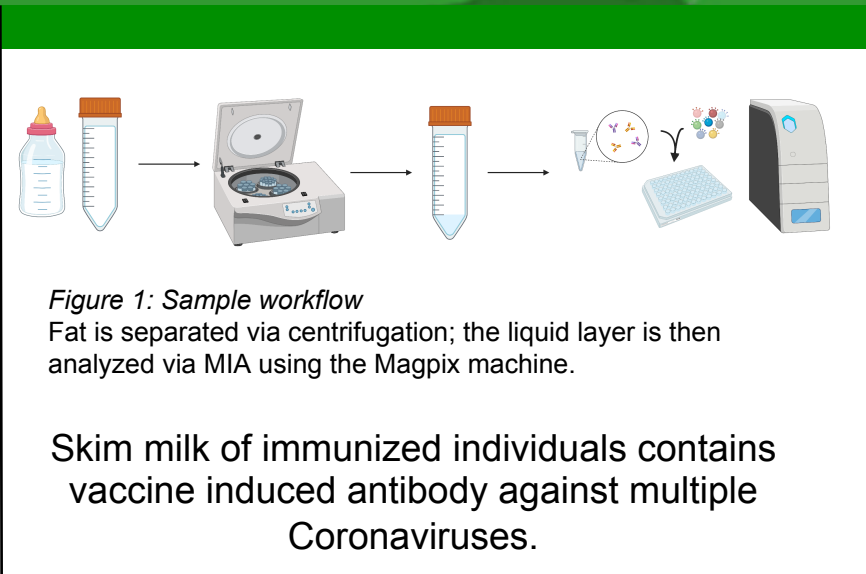 Figure 1: Sample workflow
Fat is separated via centrifugation; the liquid layer is then
analyzed via MIA using the Magpix machine.
Skim milk of immunized individuals contains
vaccine induced antibody against multiple
Coronaviruses.